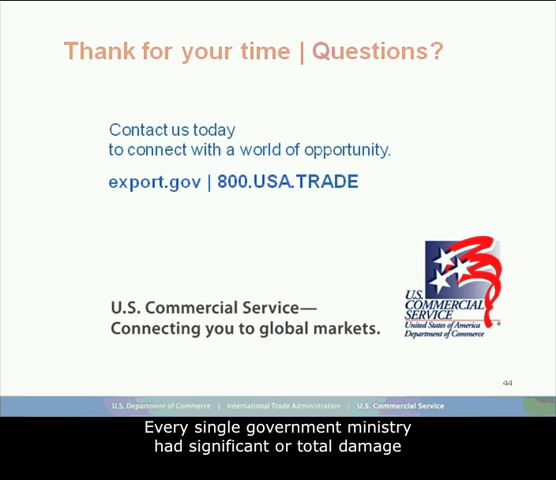 Thank for your time | Questions?
Contact us today
to connect with a world of opportunity.
export.gov | 800.USA.TRADE
U.S. Commercial Service—
Connecting you to global markets.
U.S.
COMMERCIAL
SERVICE
United States of America
Department of Commerce
44
U.S. Department of Commerce | International Trade Administration | U.S. Commercial Service
Every single government ministry
had significant or total damage